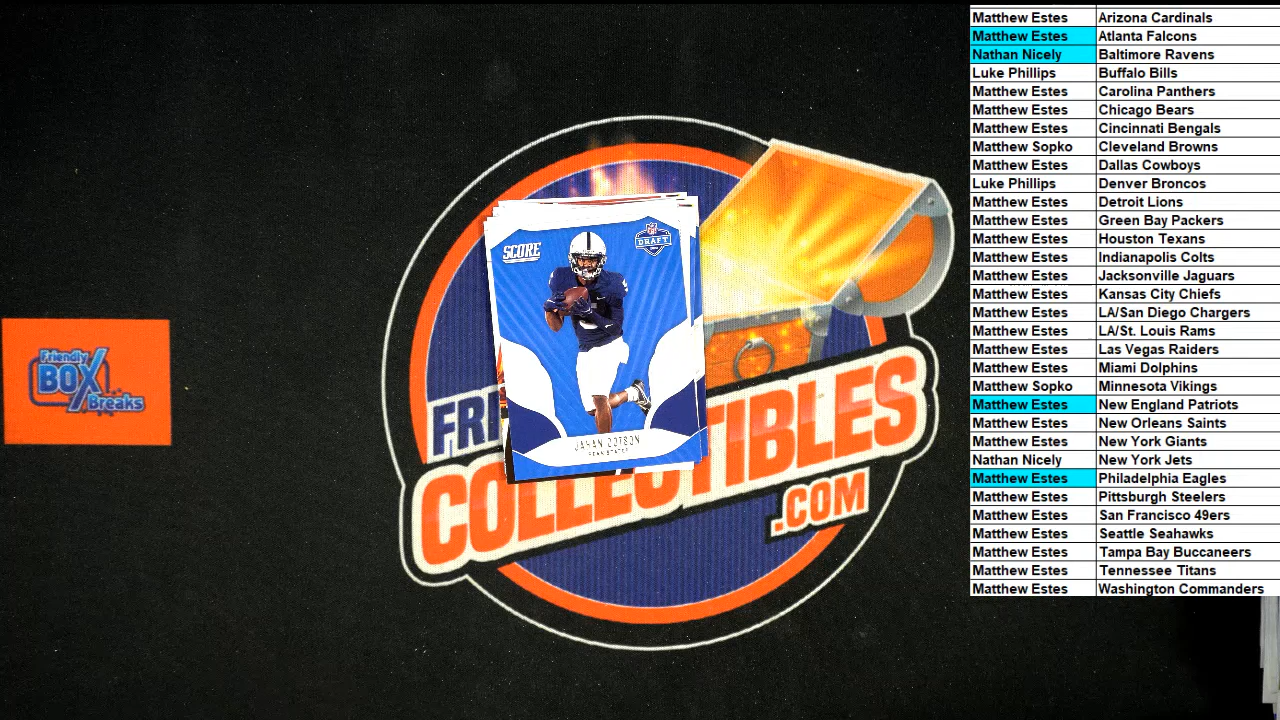 Matthew Estes Arizona Cardinals
Matthew Estes Atlanta Falcons
Nathan Nicely Baltimore Ravens
Luke Phillips Buffalo Bills
Matthew Estes Carolina Panthers
Matthew Estes Chicago Bears
Matthew Estes Cincinnati Bengals
Matthew Sopko Cleveland Browns
Matthew Estes Dallas Cowboys
Luke Phillips Denver Broncos
Matthew Estes Detroit Lions
Matthew Estes Green Bay Packers
Matthew Estes Houston Texans
Matthew Estes Indianapolis Colts
Matthew Estes Jacksonville Jaguars
Matthew Estes Kansas City Chiefs
Matthew Estes LA/San Diego Chargers
Matthew Estes LA/St. Louis Rams
Matthew Estes Las Vegas Raiders
Matthew Estes Miami Dolphins
Matthew Sopko Minnesota Vikings
Matthew Estes New England Patriots
Matthew Estes New Orleans Saints
Matthew Estes New York Giants
Nathan Nicely New York Jets
Matthew Estes Philadelphia Eagles
Matthew Estes Pittsburgh Steelers
Matthew Estes San Francisco 49ers
Matthew Estes Seattle Seahawks
Matthew Estes Tampa Bay Buccaneers
Matthew Estes Tennessee Titans
Matthew Estes Washington Commanders
SCORE
NFL
DRAFT
JAHAN DOTSON
PENN STATE
Friendly
BOX
Breaks
FRI
COLLECTIBLES
.COM